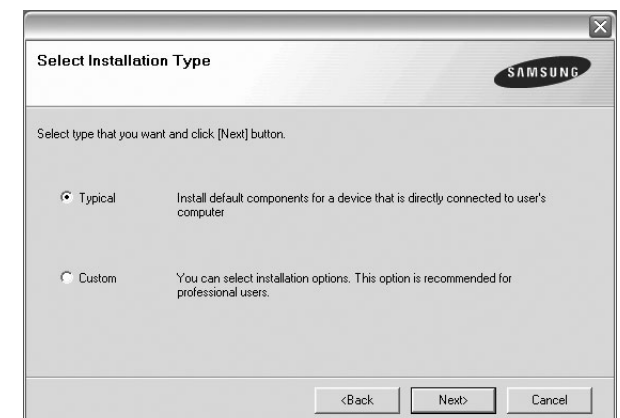 Select Installation Type
SAMSUNG
Select type that you want and click [Next] button.
Typical
Install default components for a device that is directly connected to user's
computer
Custom
You can select installation options. This option is recommended for
professional users.
<Back
Next>
Cancel